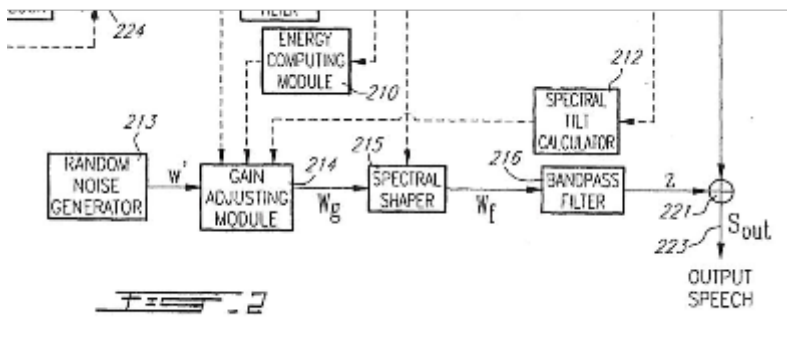 224
ENERGY
COMPUTING
MODULE
210
212
SPECTRAL
TILT
CALCULATOR
213
RANDOM
NOISE
GENERATOR
w'
GAIN
ADJUSTING
MODULE
214
Wg
215
SPECTRAL
SHAPER
Wf
216
BANDPASS
FILTER
z
221
223
Sout
OUTPUT
SPEECH